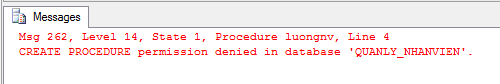 Messages
Msg 262, Level 14, State 1, Procedure luongnv, Line 4
CREATE PROCEDURE permission denied in database 'QUANLY_NHANVIEN'.